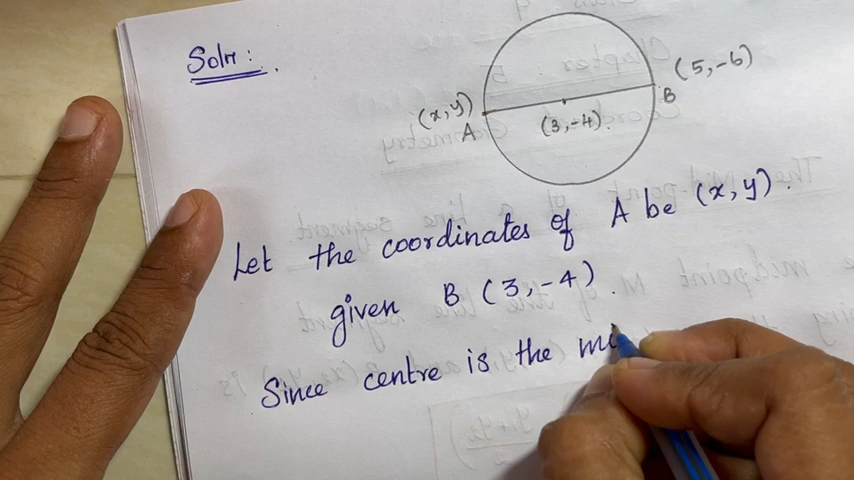 Soln :
(5,-6)
B
(x,y)
A
(3,-4).
Let the coordinates of A be (x,y).
given B (3,-4).
Since centre is the mi